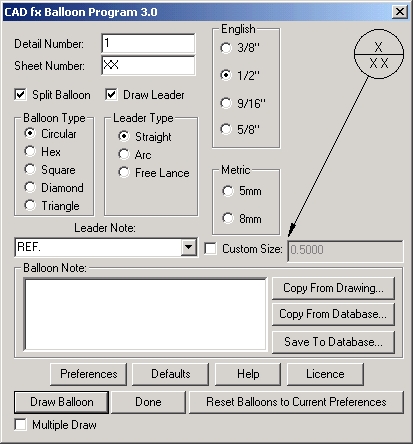 CAD fx Balloon Program 3.0
Detail Number: 1
Sheet Number: XX
Split Balloon Draw Leader
Balloon Type
Circular
Hex
Square
Diamond
Triangle
Leader Type
Straight
Arc
Free Lance
English
3/8"
1/2"
9/16"
5/8"
Metric
5mm
8mm
X
XX
Leader Note:
REF.
Custom Size: 0.5000
Balloon Note:
Copy From Drawing...
Copy From Database...
Save To Database...
Preferences Defaults Help Licence
Draw Balloon Done Reset Balloons to Current Preferences
Multiple Draw